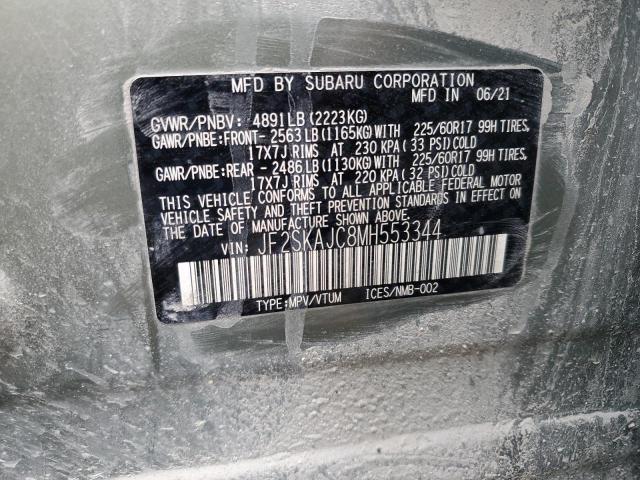 MFD BY SUBARU CORPORATION
MFD IN 06/21
GVWR/PNBV: 4891LB(2223KG)
GAWR/PNBE:FRONT- 2563LB(1165KG)WITH 225/60R17 99H TIRES,
17X7J RIMS AT 230 KPA( 33 PSI)COLD
GAWR/PNBE:REAR - 2486LB(1130KG)WITH 225/60R17 99H TIRES,
17X7J RIMS AT 220 KPA( 32 PSI)COLD
THIS VEHICLE CONFORMS TO ALL APPLICABLE FEDERAL MOTOR
VEHICLE SAFETY AND THEFT PREVENTION STANDARDS IN EFFECT ON
THE DATE OF MANUFACTURE SHOWN ABOVE.
VIN: JF2SKAJC8MH553344
TYPE:MPV/VTUM ICES/NMB-002